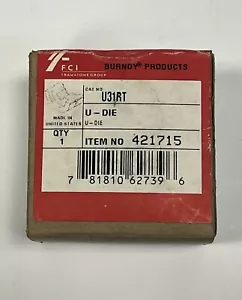 FCI
FRAMATOME GROUP
BURNDY® PRODUCTS
CAT NO
U31RT
U-DIE
U-DIE
MADE IN
UNITED STATES
QTY
1
ITEM NO 421715
7 81810 62739 6